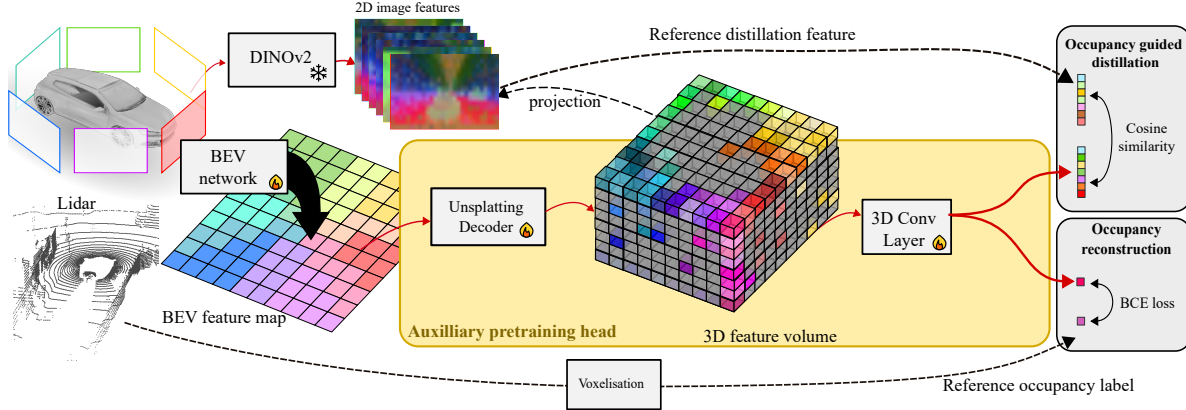 2D image features
DINOv2
Reference distillation feature
projection
Occupancy guided
distillation
Cosine
similarity
BEV
network
Lidar
Unsplatting
Decoder
3D Conv
Layer
Occupancy
reconstruction
BCE loss
BEV feature map
Auxilliary pretraining head
3D feature volume
Voxelisation
Reference occupancy label